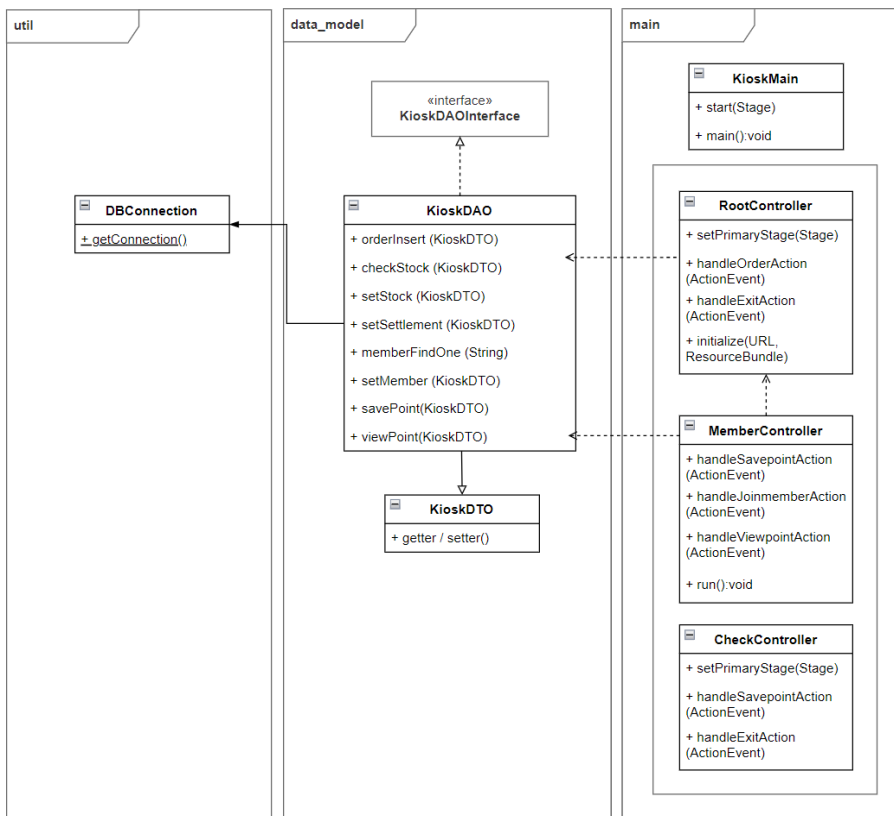 util
DBConnection
+ getConnection()
data_model
«interface»
KioskDAOInterface
KioskDAO
+ orderInsert (KioskDTO)
+ checkStock (KioskDTO)
+ setStock (KioskDTO)
+ setSettlement (KioskDTO)
+ memberFindOne (String)
+ setMember (KioskDTO)
+ savePoint(KioskDTO)
+ viewPoint(KioskDTO)
KioskDTO
+ getter / setter()
main
KioskMain
+ start(Stage)
+ main():void
RootController
+ setPrimaryStage(Stage)
+ handleOrderAction
(ActionEvent)
+ handleExitAction
(ActionEvent)
+ initialize(URL,
ResourceBundle)
MemberController
+ handleSavepointAction
(ActionEvent)
+ handleJoinmemberAction
(ActionEvent)
+ handleViewpointAction
(ActionEvent)
+ run():void
CheckController
+ setPrimaryStage(Stage)
+ handleSavepointAction
(ActionEvent)
+ handleExitAction
(ActionEvent)